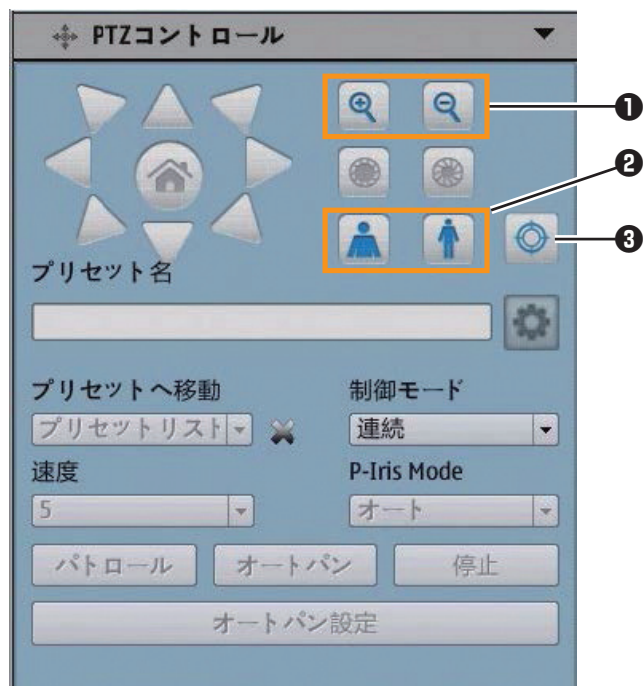 PTZコントロール
❶
❷
❸
プリセット名
プリセットへ移動
制御モード
プリセットリスト
連続
速度
P-Iris Mode
5
オート
パトロール
オートパン
停止
オートパン設定